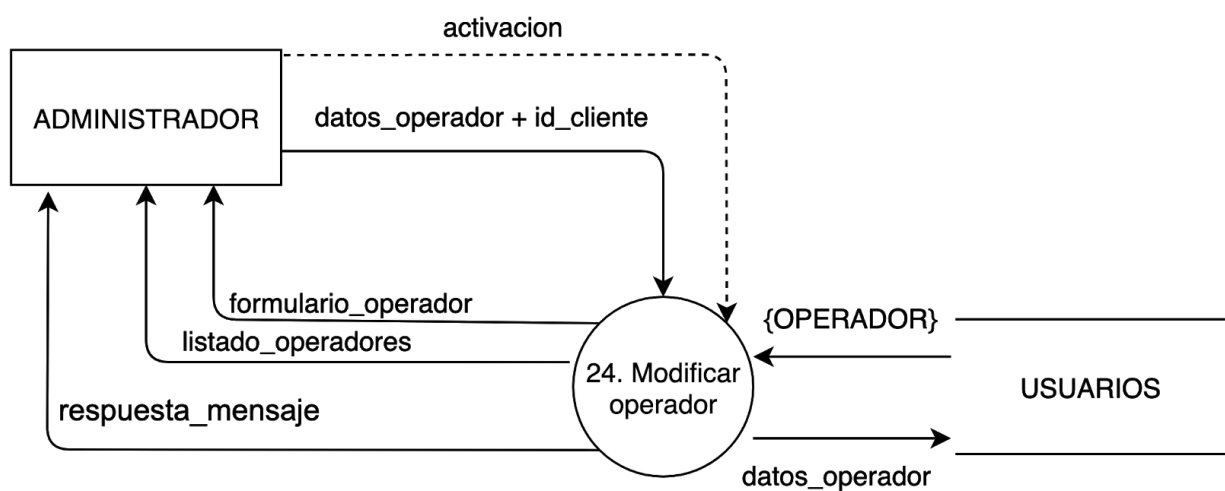 activacion
ADMINISTRADOR
datos_operador + id_cliente
formulario_operador
{OPERADOR}
listado_operadores
24. Modificar
operador
USUARIOS
respuesta_mensaje
datos_operador